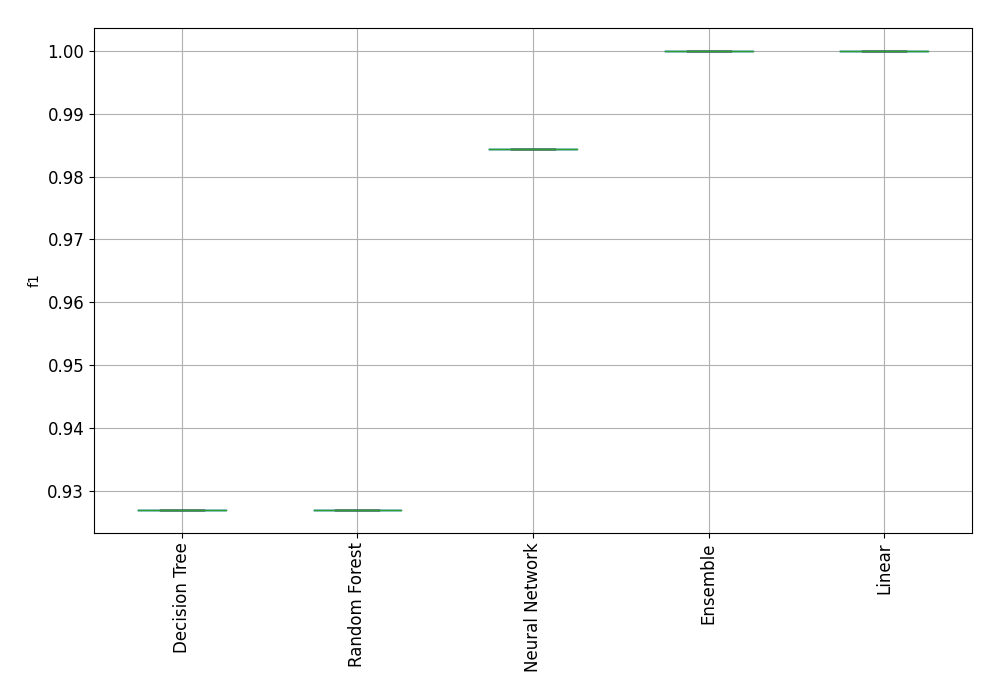 1.00
0.99
0.98
0.97
0.96
0.95
0.94
0.93
f1
Decision Tree
Random Forest
Neural Network
Ensemble
Linear